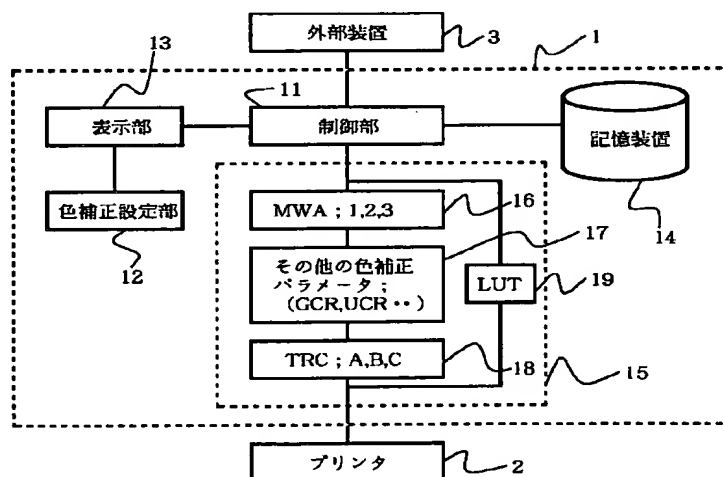 外部装置
3
1
13
11
表示部
制御部
記憶装置
14
色補正設定部
12
MWA ; 1,2,3
16
その他の色補正
パラメータ ;
(GCR,UCR・・)
17
LUT
19
TRC ; A,B,C
18
15
プリンタ
2